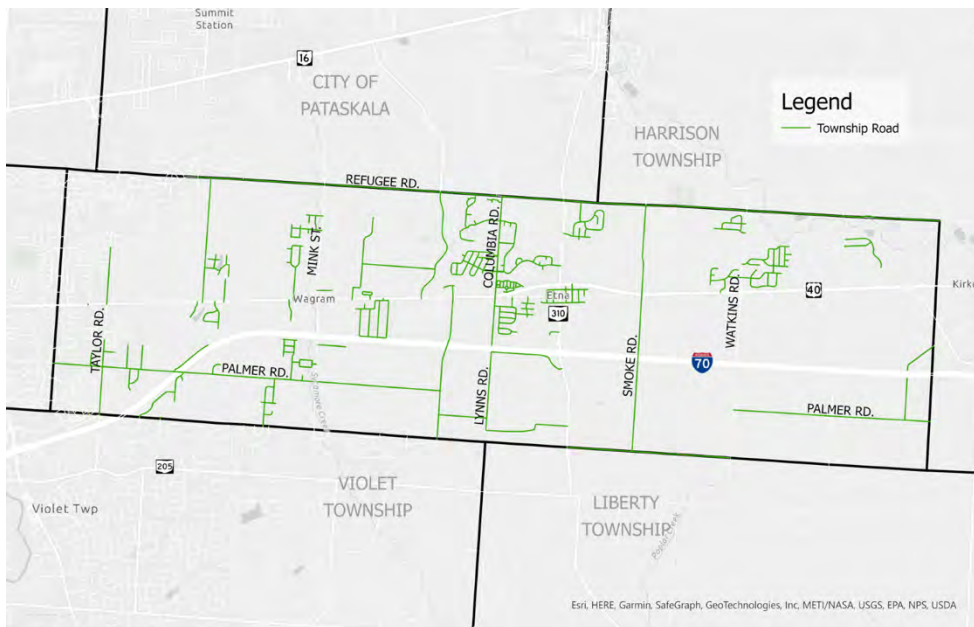 Summit
Station
16
CITY OF
PATASKALA
Legend
Township Road
HARRISON
TOWNSHIP
REFUGEE RD.
MINK ST.
COLUMBIA RD.
Wagram
Etna
310
WATKINS RD.
40
TAYLOR RD.
PALMER RD.
LYNNS RD.
SMOKE RD.
70
PALMER RD.
Sycamore Creek
205
VIOLET
TOWNSHIP
LIBERTY
TOWNSHIP
Violet Twp
Esri, HERE, Garmin, SafeGraph, GeoTechnologies, Inc, METI/NASA, USGS, EPA, NPS, USDA